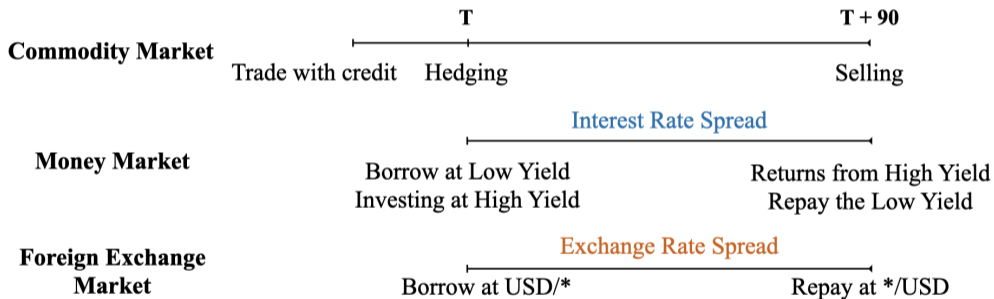 T
T + 90
Commodity Market
Trade with credit
Hedging
Selling
Interest Rate Spread
Money Market
Borrow at Low Yield
Investing at High Yield
Returns from High Yield
Repay the Low Yield
Exchange Rate Spread
Foreign Exchange
Market
Borrow at USD/*
Repay at */USD